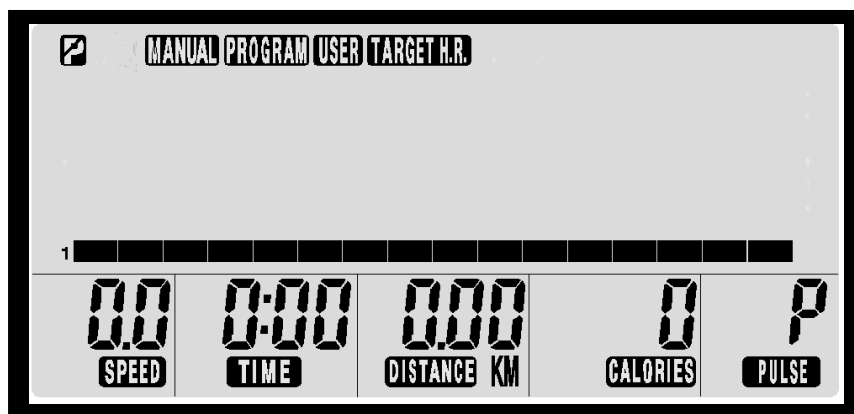 P MANUAL PROGRAM USER TARGET H.R.
1
0.0 0:00 0.00 0 P
SPEED TIME DISTANCE KM CALORIES PULSE